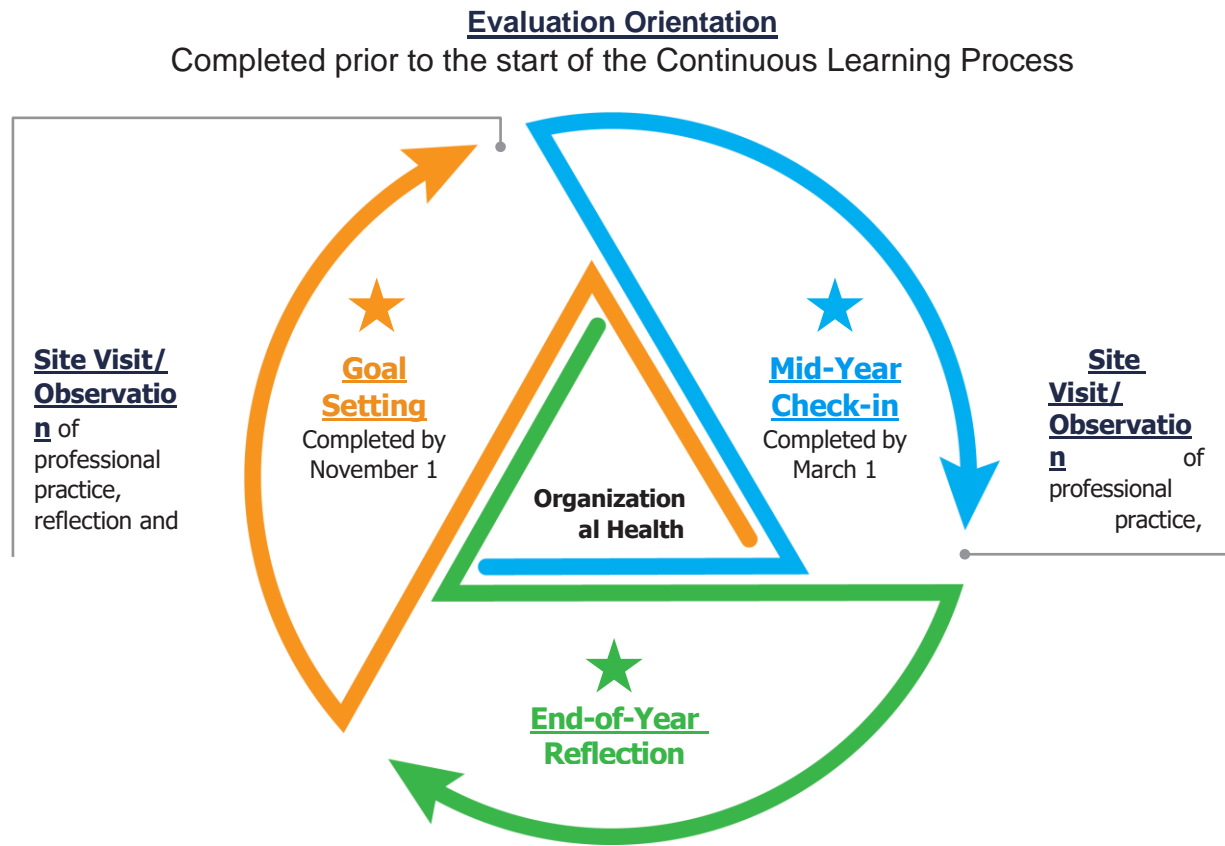 Evaluation Orientation
Completed prior to the start of the Continuous Learning Process
Site Visit/
Observatio
n of
professional
practice,
reflection and
Goal
Setting
Completed by
November 1
Mid-Year
Check-in
Completed by
March 1
Site
Visit/
Observatio
n of
professional
practice,
Organization
al Health
End-of-Year
Reflection